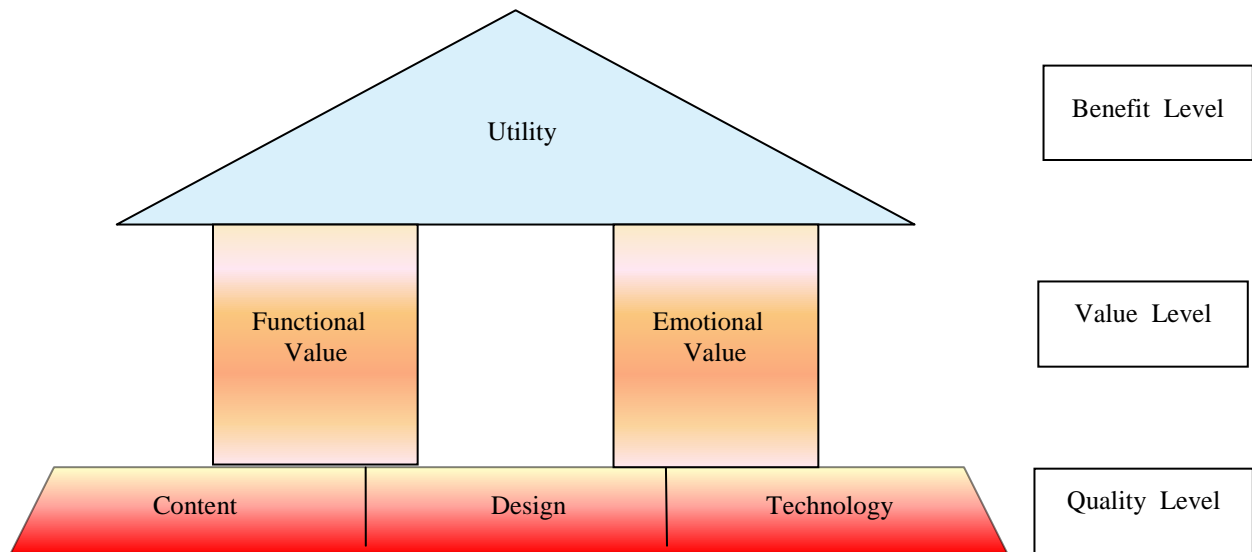 Utility
Benefit Level
Functional
Value
Emotional
Value
Value Level
Content
Design
Technology
Quality Level